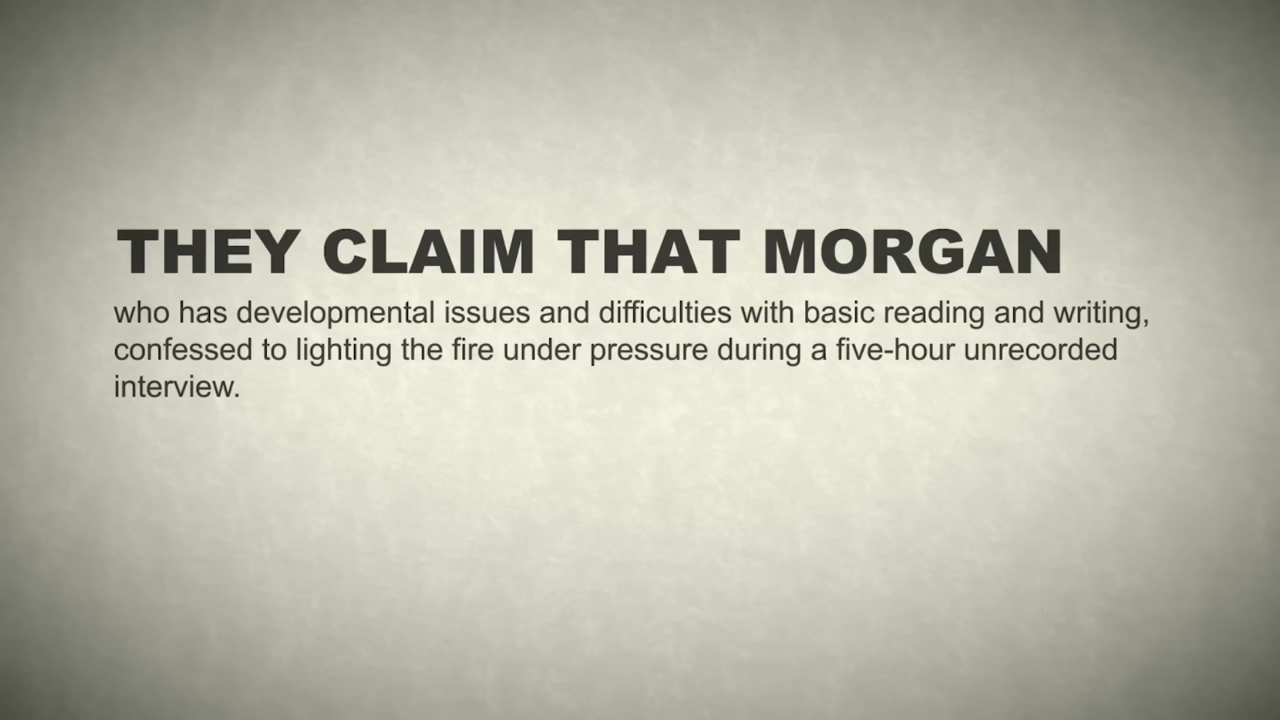 THEY CLAIM THAT MORGAN
who has developmental issues and difficulties with basic reading and writing,
confessed to lighting the fire under pressure during a five-hour unrecorded
interview.